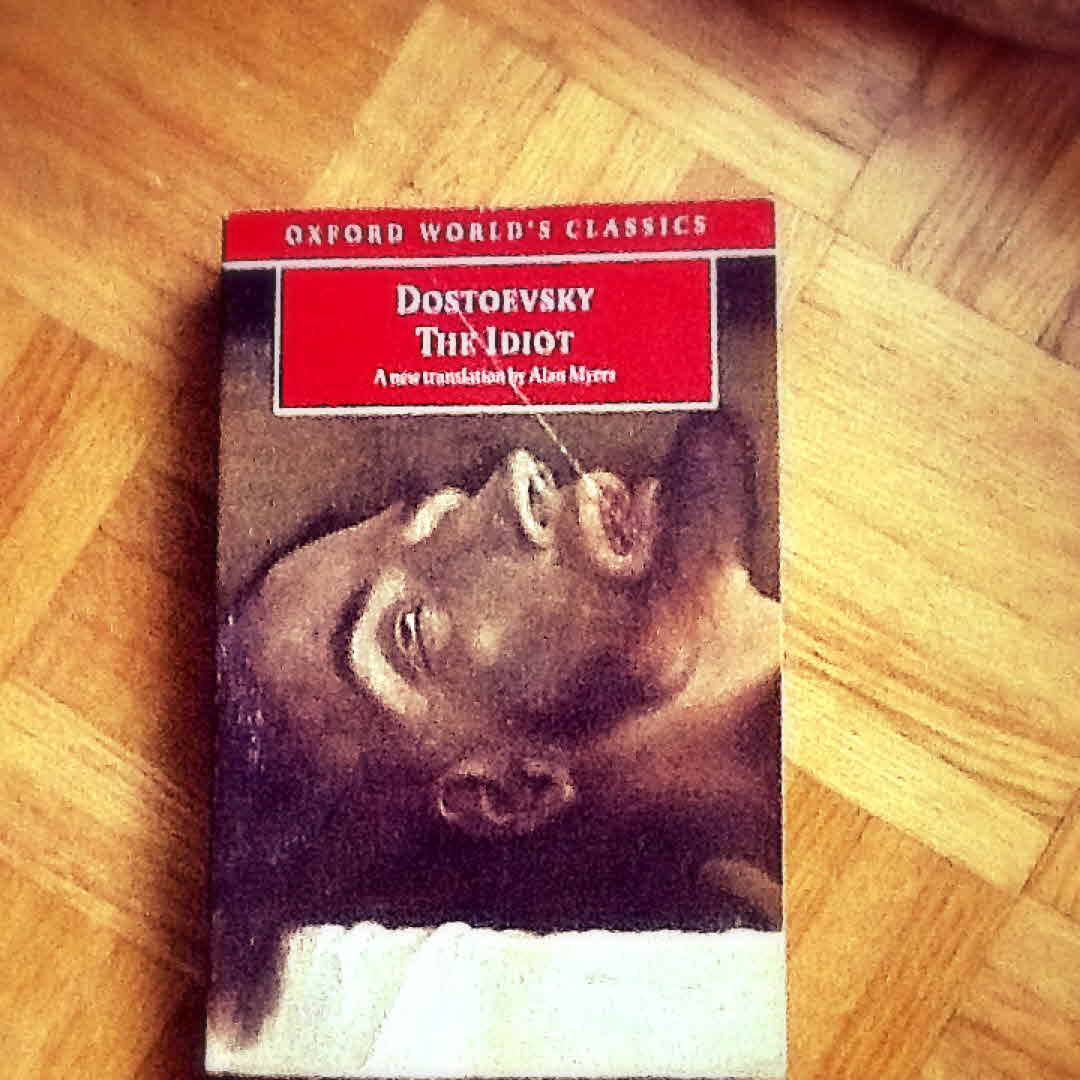 OXFORD WORLD'S CLASSICS
DOSTOEVSKY
THE IDIOT
A new translation by Alan Myers